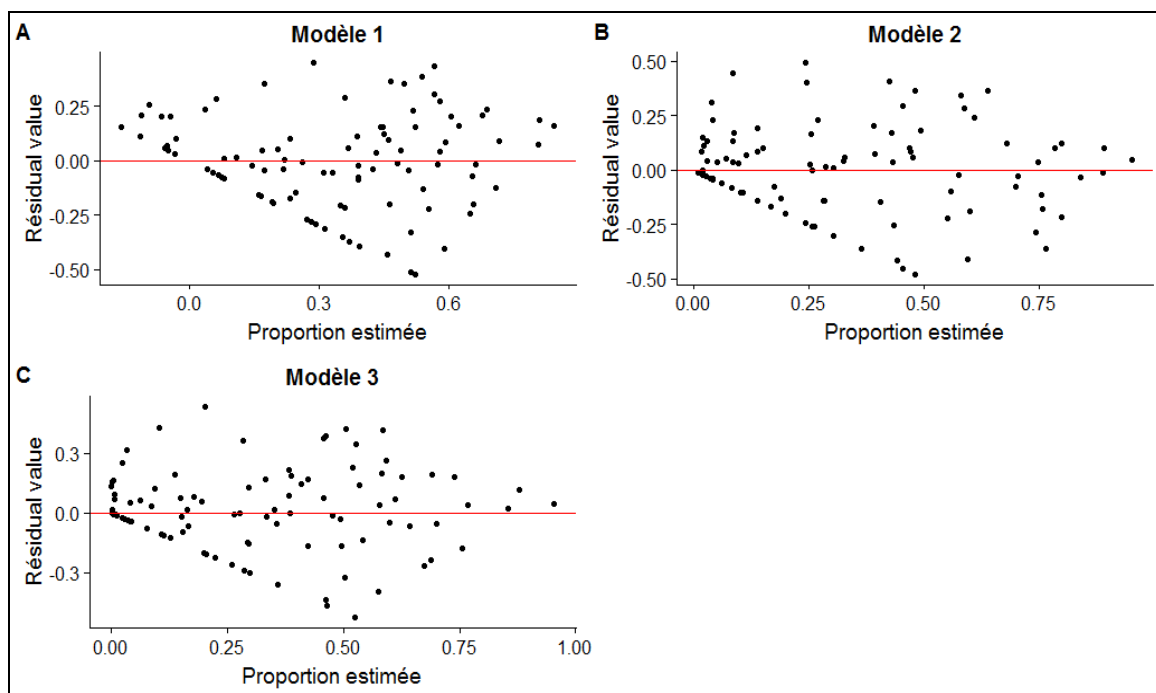 A
Modèle 1
Résidual value
0.25
0.00
-0.25
-0.50
0.0 0.3 0.6
Proportion estimée
B
Modèle 2
Résidual value
0.50
0.25
0.00
-0.25
-0.50
0.00 0.25 0.50 0.75
Proportion estimée
C
Modèle 3
Résidual value
0.3
0.0
-0.3
0.00 0.25 0.50 0.75 1.00
Proportion estimée